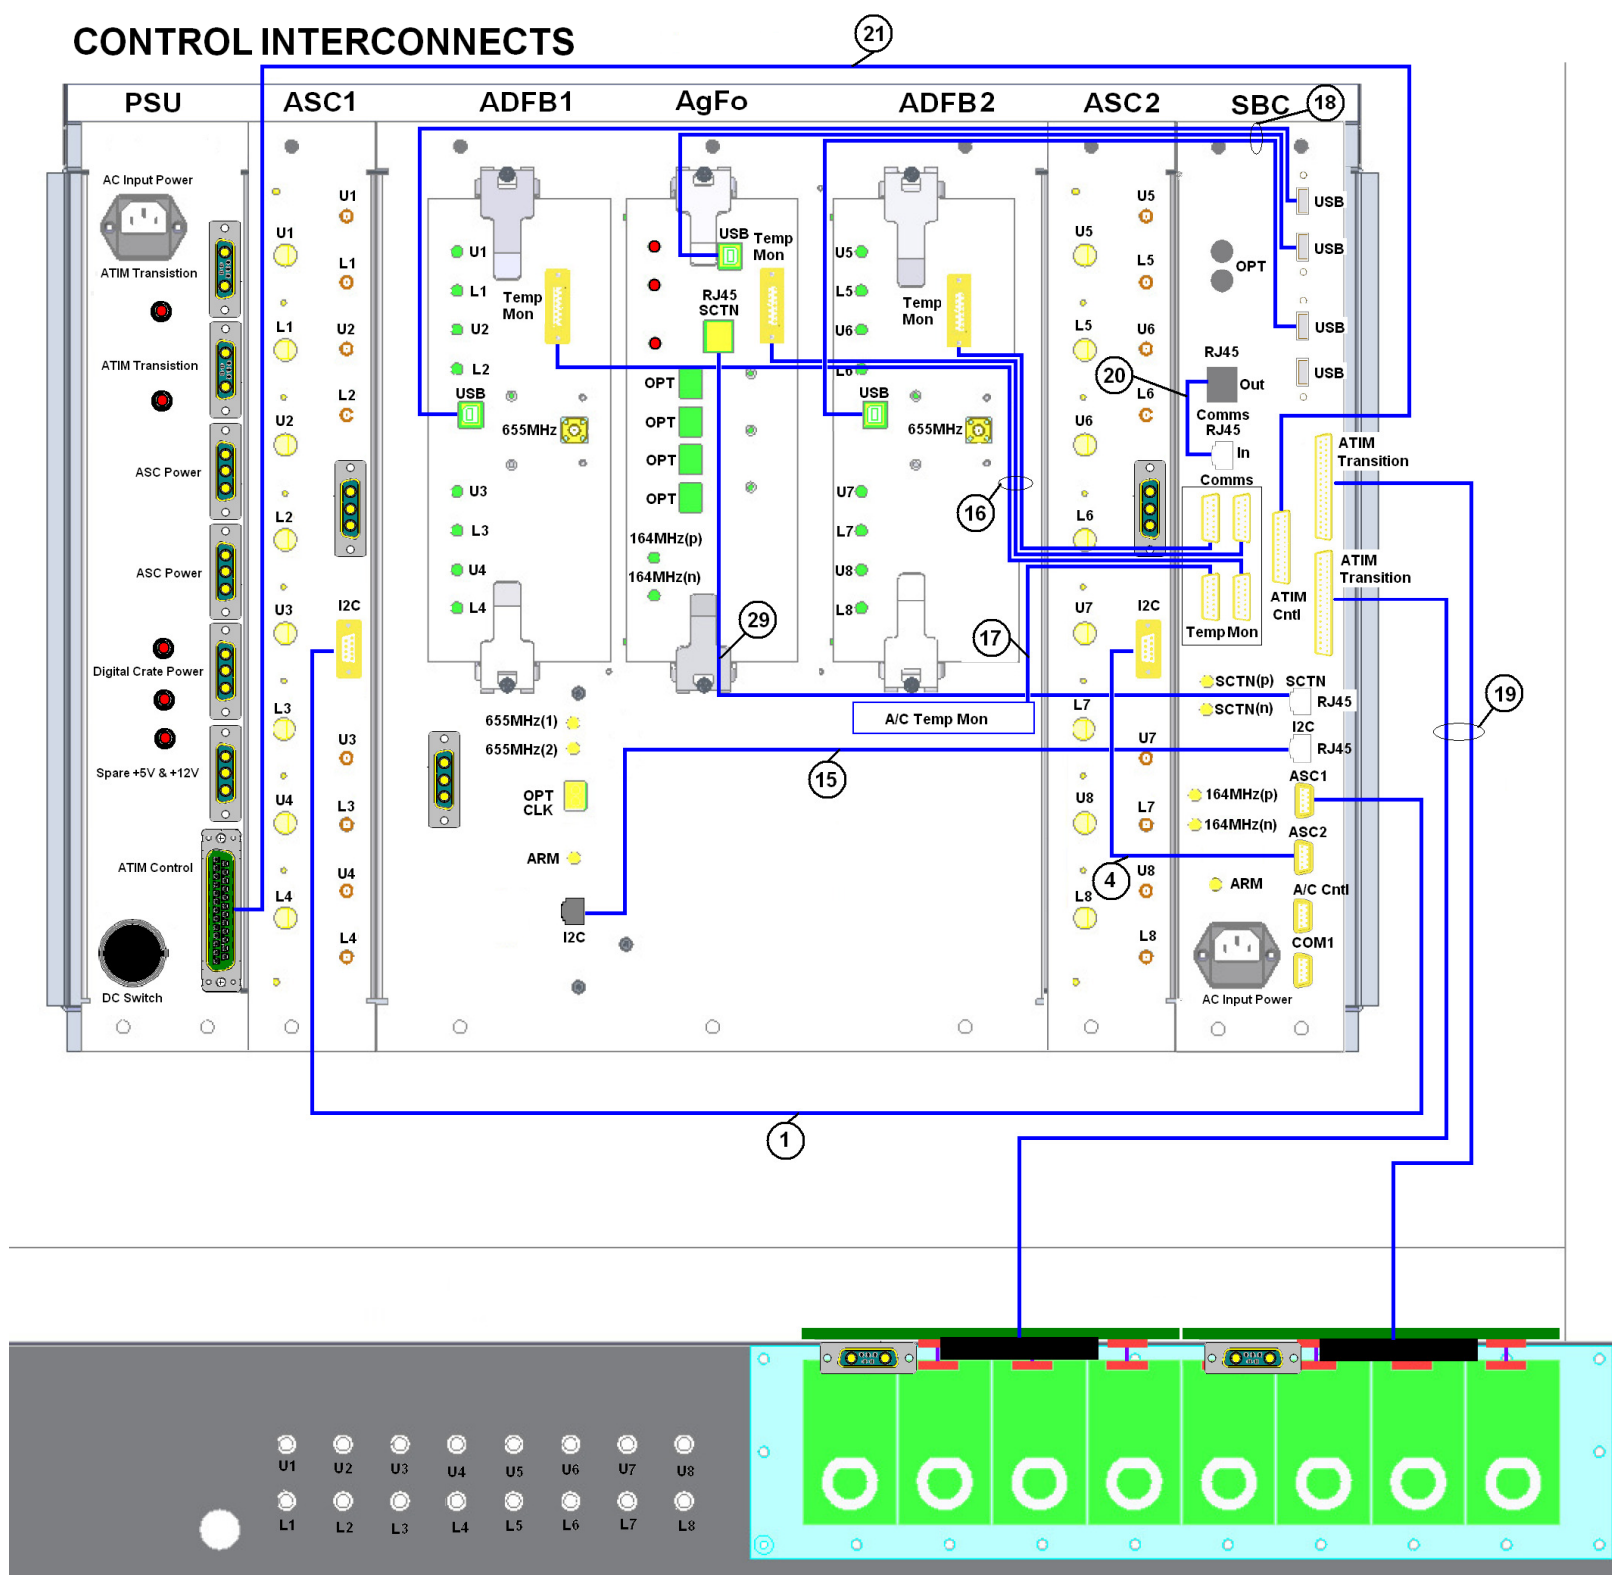 CONTROL INTERCONNECTS
21
PSU
ASC1
ADFB1
AgFo
ADFB2
ASC2
SBC
18
AC Input Power
ATIM Transistion
ATIM Transistion
ASC Power
ASC Power
Digital Crate Power
Spare +5V & +12V
ATIM Control
DC Switch
U1
L1
U2
L2
U3
L3
U4
L4
U1
L1
U2
L2
I2C
U3
L3
U4
L4
U1
L1
U2
L2
USB
Temp
Mon
655MHz
U3
L3
U4
L4
655MHz(1)
655MHz(2)
OPT
CLK
ARM
I2C
USB
Temp
Mon
RJ45
SCTN
OPT
OPT
OPT
OPT
164MHz(p)
164MHz(n)
29
U5
L5
U6
L6
USB
Temp
Mon
655MHz
U7
L7
U8
L8
16
17
A/C Temp Mon
15
U5
L5
U6
L6
U7
L7
U8
L8
U5
L5
U6
L6
I2C
U7
L7
U8
L8
20
4
USB
USB
USB
USB
OPT
RJ45
Out
Comms
RJ45
In
Comms
ATIM
Transition
ATIM
Transition
ATIM
Cntl
Temp Mon
SCTN(p)
SCTN
SCTN(n)
RJ45
I2C
RJ45
ASC1
164MHz(p)
164MHz(n)
ASC2
ARM
A/C Cntl
COM1
AC Input Power
19
1
U1
U2
U3
U4
U5
U6
U7
U8
L1
L2
L3
L4
L5
L6
L7
L8